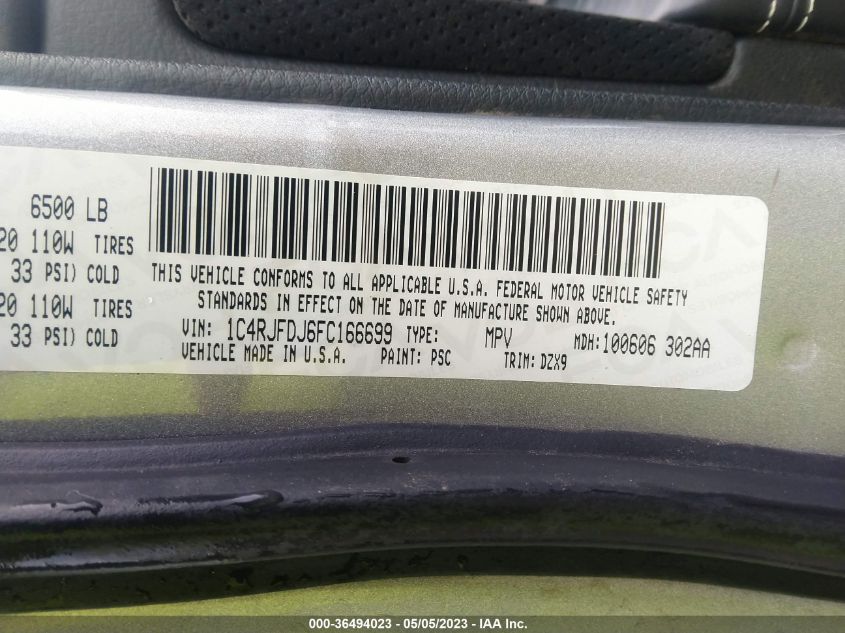 6500 LB
20 110W TIRES
33 PSI) COLD
20 110W TIRES
33 PSI) COLD
THIS VEHICLE CONFORMS TO ALL APPLICABLE U.S.A. FEDERAL MOTOR VEHICLE SAFETY
STANDARDS IN EFFECT ON THE DATE OF MANUFACTURE SHOWN ABOVE.
VIN: 1C4RJFDJ6FC166699 TYPE: MPV MDH:100606 302AA
VEHICLE MADE IN U.S.A. PAINT: PSC TRIM: DZX9
000-36494023 - 05/05/2023 - IAA Inc.